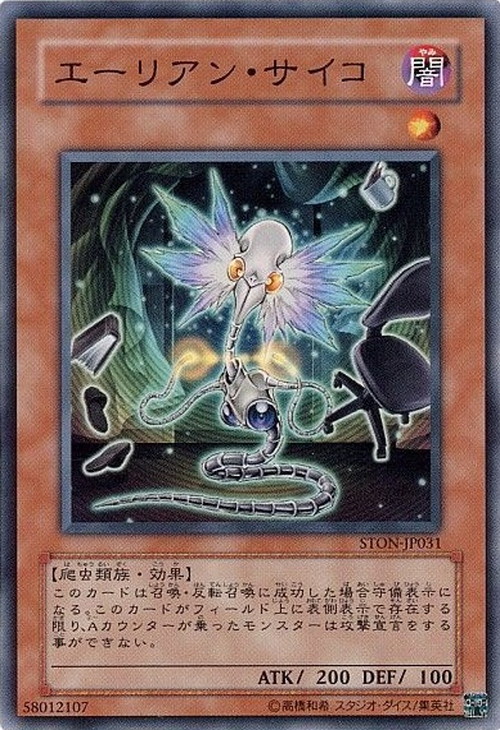 エーリアン・サイコ
闇
STON-JP031
【爬虫類族・効果】
このカードは召喚・反転召喚に成功した場合守備表示に
なる。このカードがフィールド上に表側表示で存在する
限り、Aカウンターが乗ったモンスターは攻撃宣言をする
事ができない。
ATK/ 200 DEF/ 100
58012107
©高橋和希 スタジオ・ダイス/集英社